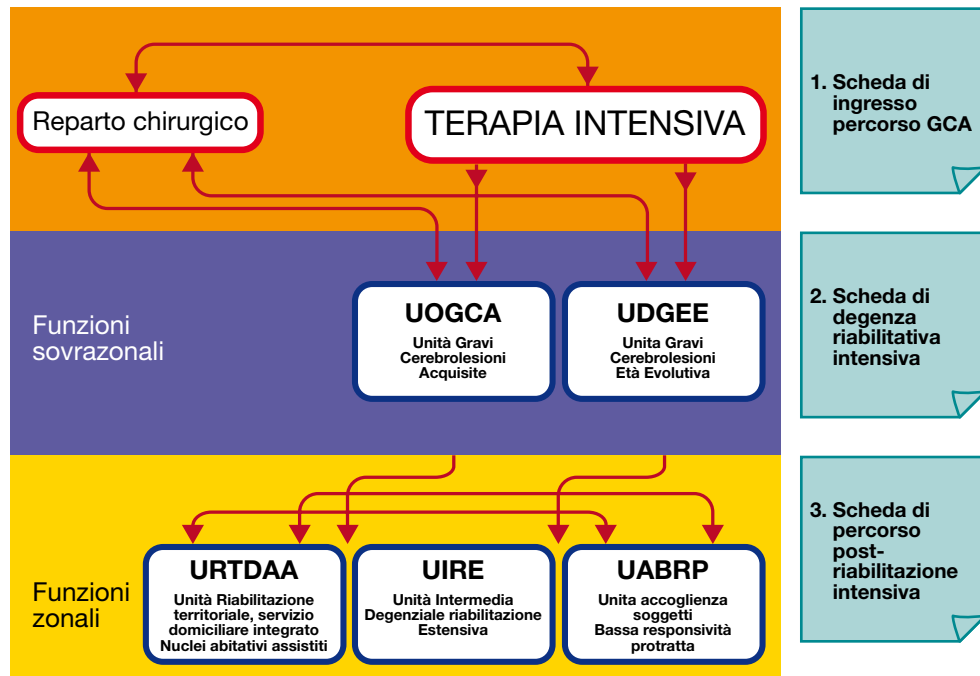 Reparto chirurgico
TERAPIA INTENSIVA
1. Scheda di
ingresso
percorso GCA
Funzioni
sovrazonali
UOGCA
Unità Gravi
Cerebrolesioni
Acquisite
UDGEE
Unita Gravi
Cerebrolesioni
Età Evolutiva
2. Scheda di
degenza
riabilitativa
intensiva
Funzioni
zonali
URTDAA
Unità Riabilitazione
territoriale, servizio
domiciliare integrato
Nuclei abitativi assistiti
UIRE
Unità Intermedia
Degenziale riabilitazione
Estensiva
UABRP
Unita accoglienza
soggetti
Bassa responsività
protratta
3. Scheda di
percorso
post-
riabilitazione
intensiva